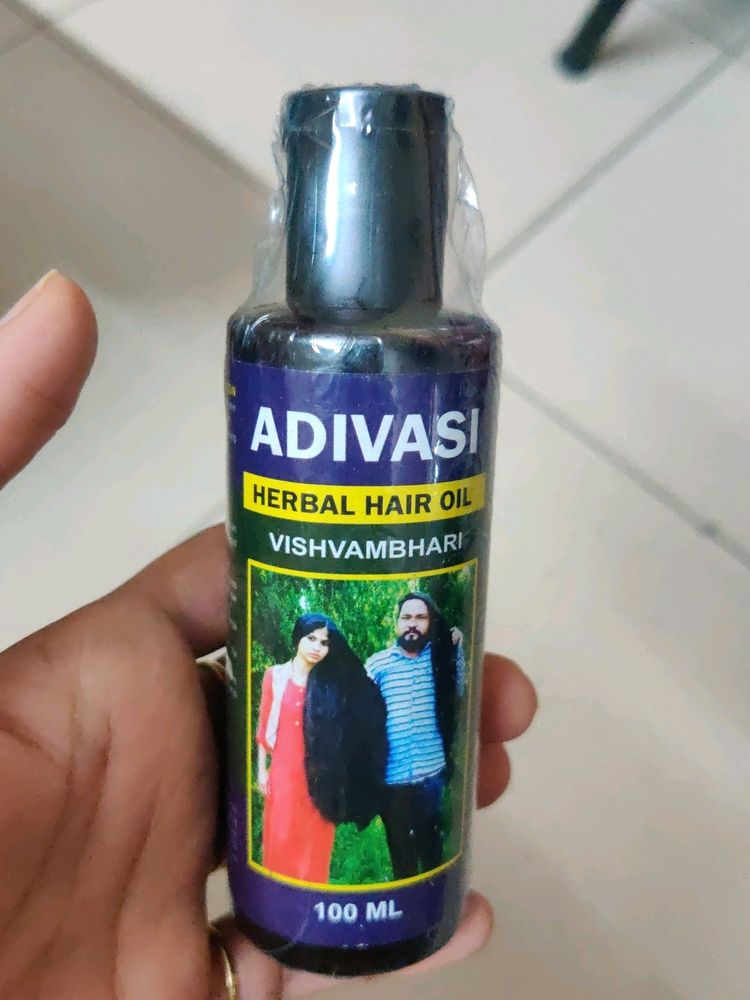 ADIVASI
HERBAL HAIR OIL
VISHVAMBHARI
100 ML